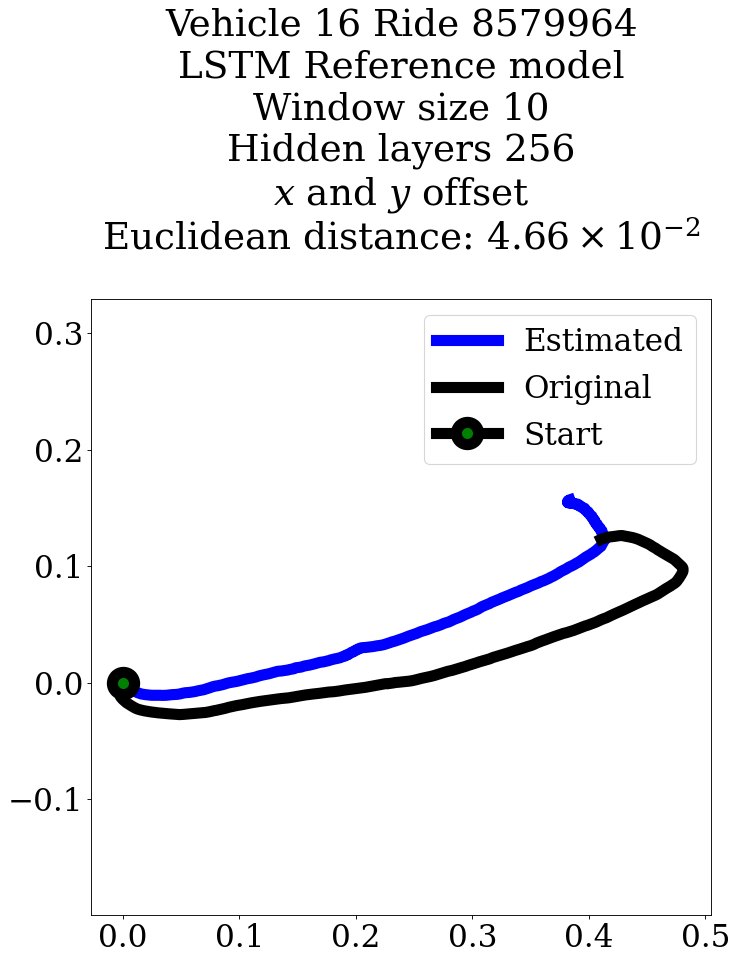 Vehicle 16 Ride 8579964
LSTM Reference model
Window size 10
Hidden layers 256
x and y offset
Euclidean distance: 4.66 × 10⁻²
Estimated
Original
Start
0.3
0.2
0.1
0.0
−0.1
0.0 0.1 0.2 0.3 0.4 0.5